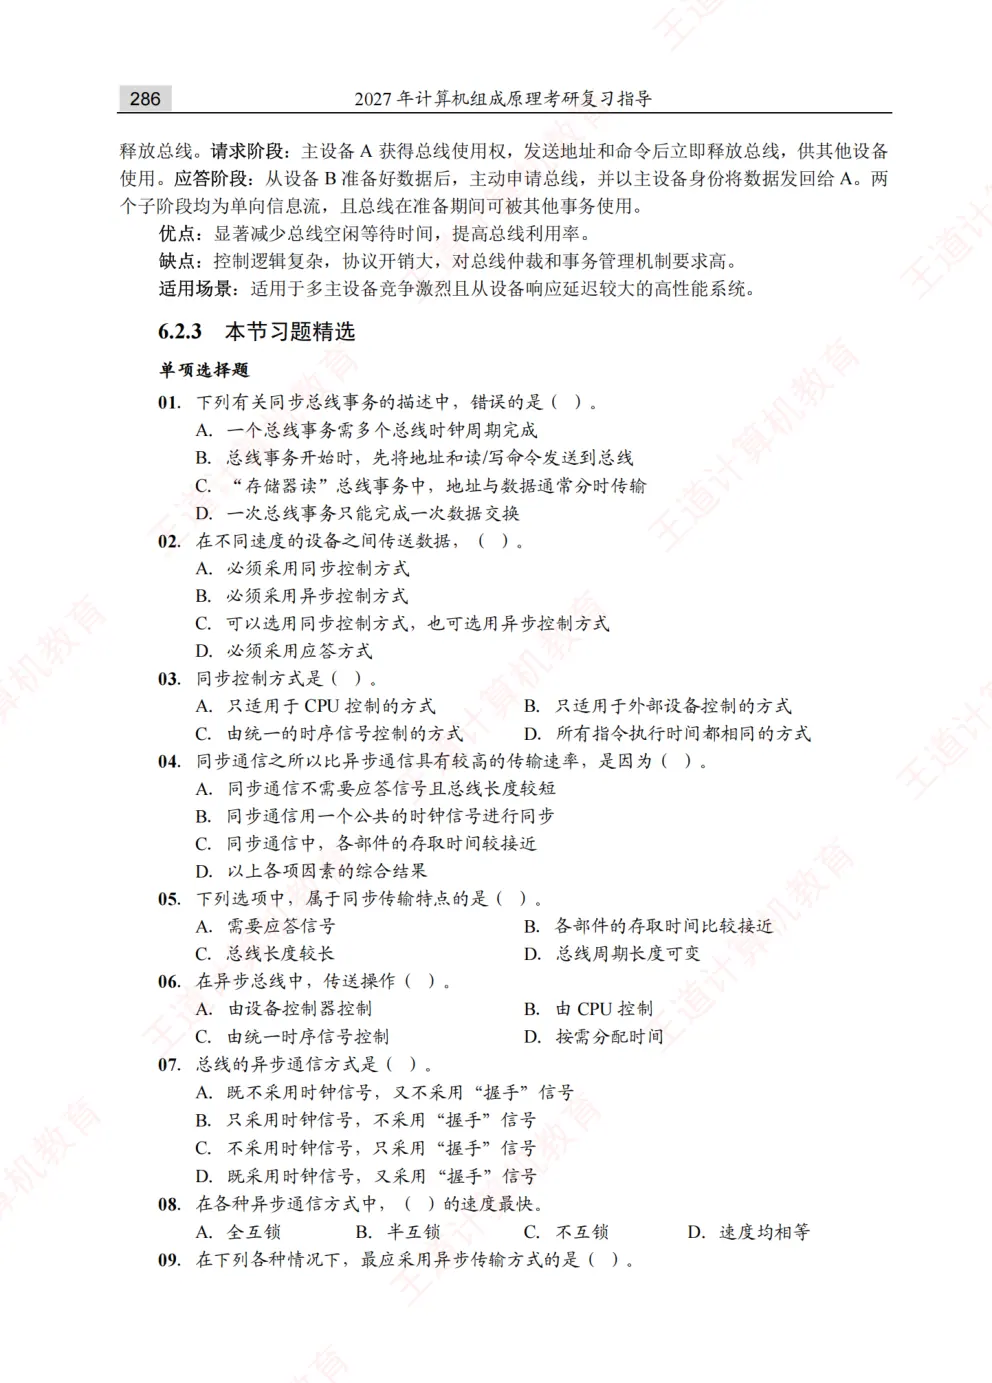 286
2027 年计算机组成原理考研复习指导
释放总线。请求阶段：主设备 A 获得总线使用权，发送地址和命令后立即释放总线，供其他设备
使用。应答阶段：从设备 B 准备好数据后，主动申请总线，并以主设备身份将数据发回给 A。两
个子阶段均为单向信息流，且总线在准备期间可被其他事务使用。
优点：显著减少总线空闲等待时间，提高总线利用率。
缺点：控制逻辑复杂，协议开销大，对总线仲裁和事务管理机制要求高。
适用场景：适用于多主设备竞争激烈且从设备响应延迟较大的高性能系统。
6.2.3 本节习题精选
单项选择题
01. 下列有关同步总线事务的描述中，错误的是（ ）。
A. 一个总线事务需多个总线时钟周期完成
B. 总线事务开始时，先将地址和读/写命令发送到总线
C. “存储器读”总线事务中，地址与数据通常分时传输
D. 一次总线事务只能完成一次数据交换
02. 在不同速度的设备之间传送数据，（ ）。
A. 必须采用同步控制方式
B. 必须采用异步控制方式
C. 可以选用同步控制方式，也可选用异步控制方式
D. 必须采用应答方式
03. 同步控制方式是（ ）。
A. 只适用于 CPU 控制的方式 B. 只适用于外部设备控制的方式
C. 由统一的时序信号控制的方式 D. 所有指令执行时间都相同的方式
04. 同步通信之所以比异步通信具有较高的传输速率，是因为（ ）。
A. 同步通信不需要应答信号且总线长度较短
B. 同步通信用一个公共的时钟信号进行同步
C. 同步通信中，各部件的存取时间较接近
D. 以上各项因素的综合结果
05. 下列选项中，属于同步传输特点的是（ ）。
A. 需要应答信号 B. 各部件的存取时间比较接近
C. 总线长度较长 D. 总线周期长度可变
06. 在异步总线中，传送操作（ ）。
A. 由设备控制器控制 B. 由 CPU 控制
C. 由统一时序信号控制 D. 按需分配时间
07. 总线的异步通信方式是（ ）。
A. 既不采用时钟信号，又不采用“握手”信号
B. 只采用时钟信号，不采用“握手”信号
C. 不采用时钟信号，只采用“握手”信号
D. 既采用时钟信号，又采用“握手”信号
08. 在各种异步通信方式中，（ ）的速度最快。
A. 全互锁 B. 半互锁 C. 不互锁 D. 速度均相等
09. 在下列各种情况下，最应采用异步传输方式的是（ ）。